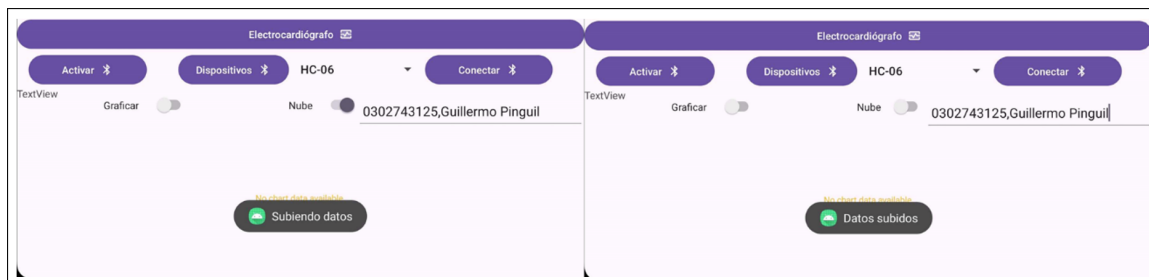 Electrocardiógrafo
Activar Dispositivos HC-06 Conectar
TextView
Graficar Nube 0302743125,Guillermo Pinguil
No chart data available.
Subiendo datos
Electrocardiógrafo
Activar Dispositivos HC-06 Conectar
TextView
Graficar Nube 0302743125,Guillermo Pinguil
No chart data available.
Datos subidos